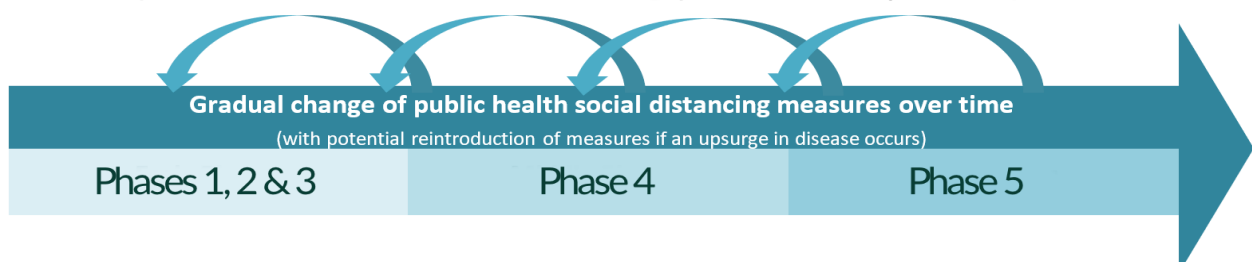 Gradual change of public health social distancing measures over time
(with potential reintroduction of measures if an upsurge in disease occurs)
Phases 1, 2 & 3
Phase 4
Phase 5